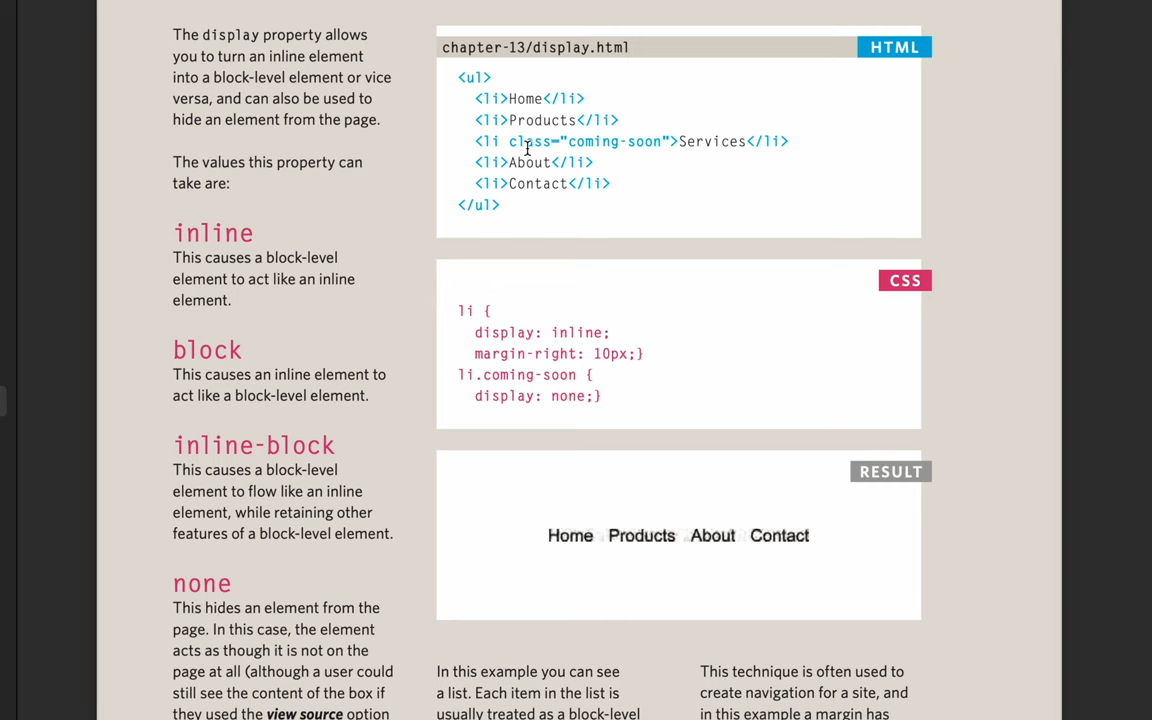 The display property allows
you to turn an inline element
into a block-level element or vice
versa, and can also be used to
hide an element from the page.
The values this property can
take are:
inline
This causes a block-level
element to act like an inline
element.
block
This causes an inline element to
act like a block-level element.
inline-block
This causes a block-level
element to flow like an inline
element, while retaining other
features of a block-level element.
none
This hides an element from the
page. In this case, the element
acts as though it is not on the
page at all (although a user could
still see the content of the box if
they used the view source option
chapter-13/display.html
HTML
<ul>
<li>Home</li>
<li>Products</li>
<li class="coming-soon">Services</li>
<li>About</li>
<li>Contact</li>
</ul>
CSS
li {
display: inline;
margin-right: 10px;}
li.coming-soon {
display: none;}
RESULT
Home Products About Contact
In this example you can see
a list. Each item in the list is
usually treated as a block-level
This technique is often used to
create navigation for a site, and
in this example a margin has